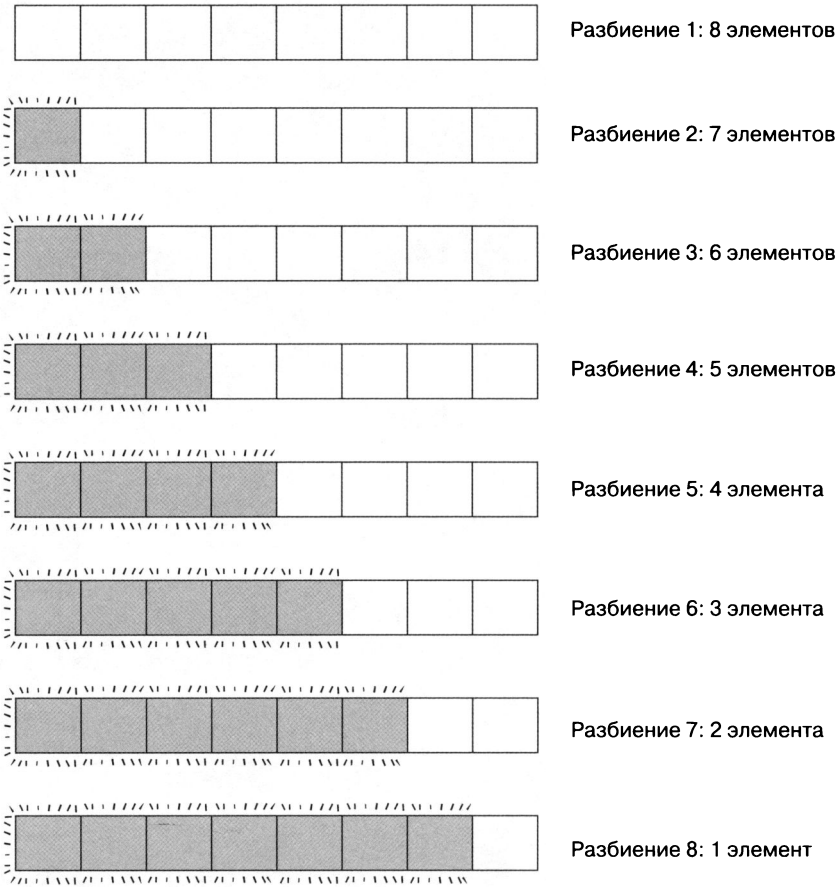 Разбиение 1: 8 элементов
Разбиение 2: 7 элементов
Разбиение 3: 6 элементов
Разбиение 4: 5 элементов
Разбиение 5: 4 элемента
Разбиение 6: 3 элемента
Разбиение 7: 2 элемента
Разбиение 8: 1 элемент